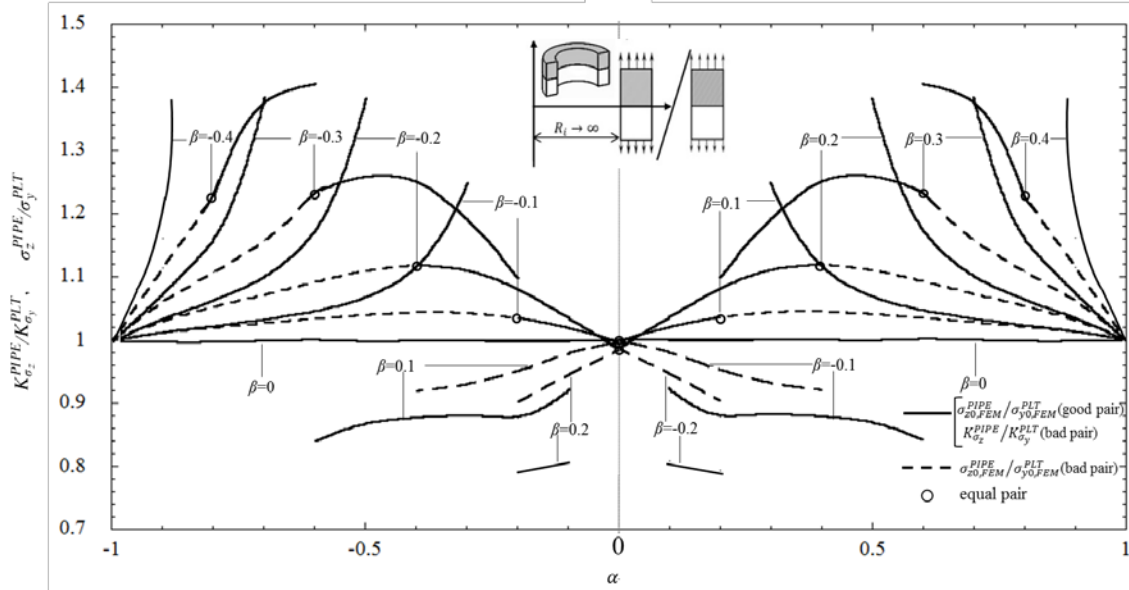 1.5
1.4
1.3
1.2
1.1
1
0.9
0.8
0.7
-1
-0.5
0
0.5
1
α
K_{σ_z}^{PIPE}/K_{σ_y}^{PLT}, σ_z^{PIPE}/σ_y^{PLT}
R_i → ∞
β=-0.4
β=-0.3
β=-0.2
β=-0.1
β=0
0.1
β=0.2
0.2
0.3
β=0.4
β=0.1
β=-0.1
β=-0.2
β=0
σ_{z0,FEM}^{PIPE}/σ_{y0,FEM}^{PLT}(good pair)
K_{σ_z}^{PIPE}/K_{σ_y}^{PLT}(bad pair)
σ_{z0,FEM}^{PIPE}/σ_{y0,FEM}^{PLT}(bad pair)
equal pair